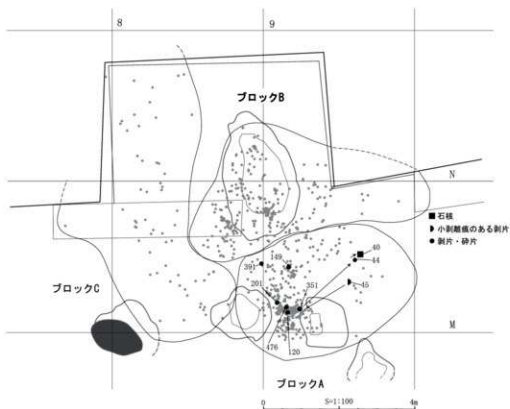 8
9
ブロックB
N
■石核
◗小剥離痕のある剥片
●剥片・砕片
40
44
149
391
45
201
351
ブロックC
M
476
120
ブロックA
0 S=1:100 4m